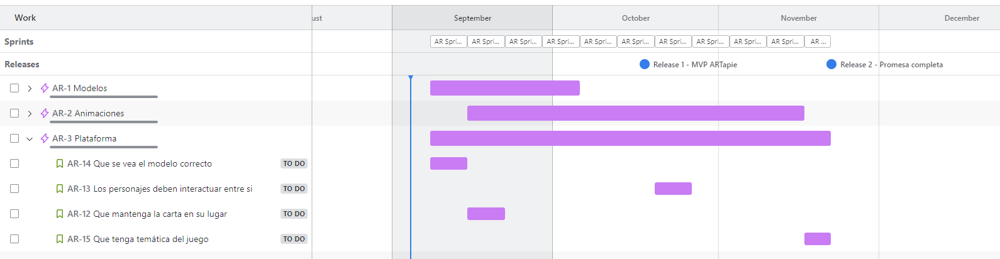 Work
ust
September
October
November
December
Sprints
AR Spri...
AR Spri...
AR Spri...
AR Spri...
AR Spri...
AR Spri...
AR Spri...
AR Spri...
AR Spri...
AR Spri...
AR ...
Releases
Release 1 - MVP ARTapie
Release 2 - Promesa completa
AR-1 Modelos
AR-2 Animaciones
AR-3 Plataforma
AR-14 Que se vea el modelo correcto TO DO
AR-13 Los personajes deben interactuar entre si TO DO
AR-12 Que mantenga la carta en su lugar TO DO
AR-15 Que tenga temática del juego TO DO